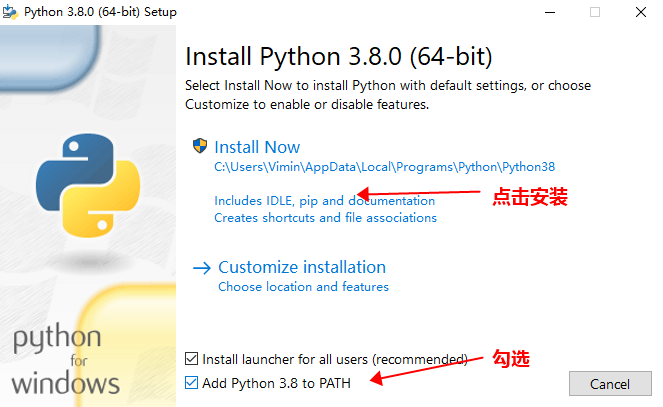 Python 3.8.0 (64-bit) Setup
Install Python 3.8.0 (64-bit)
Select Install Now to install Python with default settings, or choose
Customize to enable or disable features.
Install Now
C:\Users\Vimin\AppData\Local\Programs\Python\Python38
Includes IDLE, pip and documentation
Creates shortcuts and file associations
点击安装
Customize installation
Choose location and features
Install launcher for all users (recommended)
勾选
Add Python 3.8 to PATH
Cancel
python
for
windows